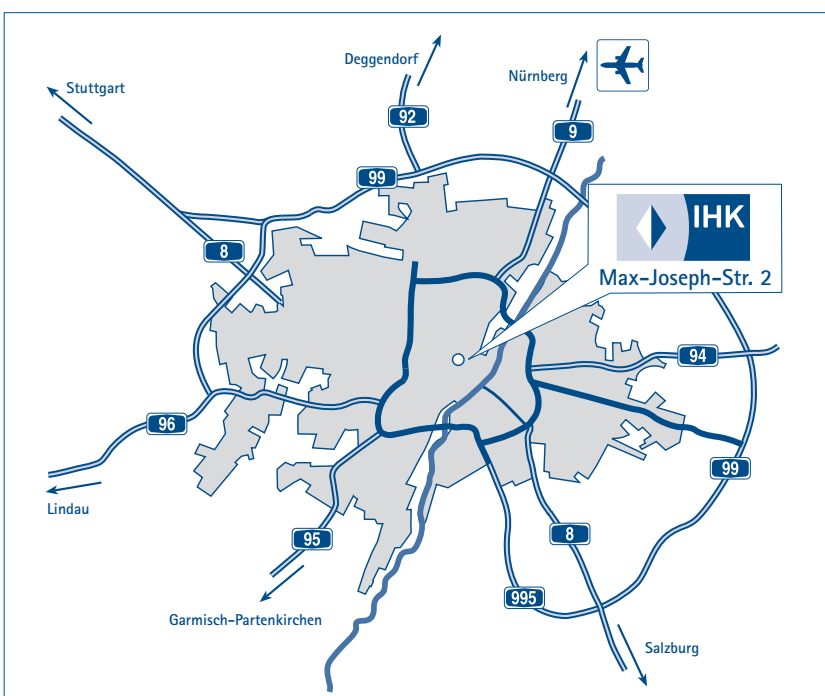 Deggendorf
Nürnberg
Stuttgart
92
9
99
IHK
8
Max-Joseph-Str. 2
94
96
99
Lindau
95
8
995
Garmisch-Partenkirchen
Salzburg